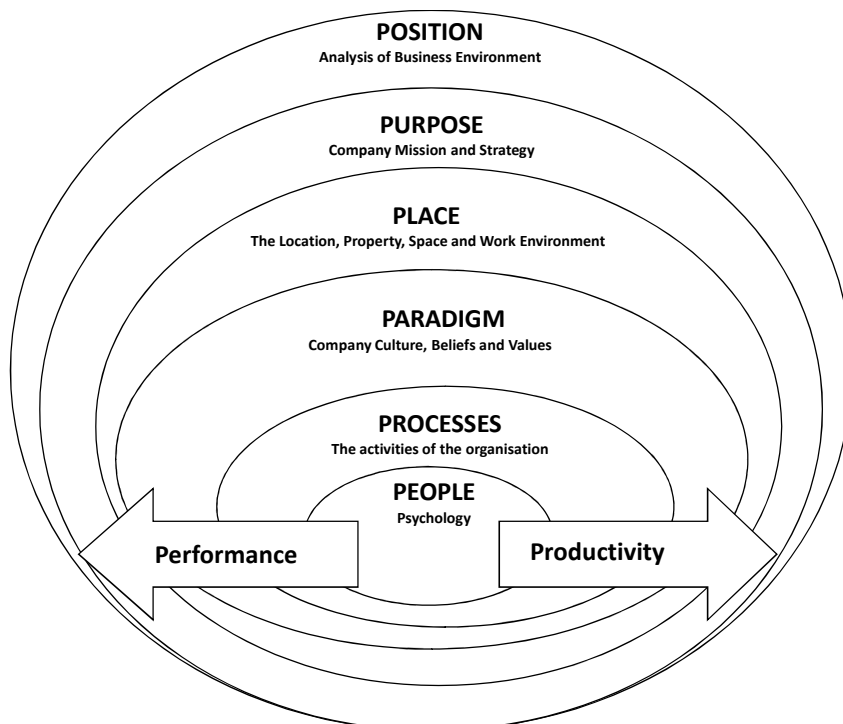 POSITION
Analysis of Business Environment
PURPOSE
Company Mission and Strategy
PLACE
The Location, Property, Space and Work Environment
PARADIGM
Company Culture, Beliefs and Values
PROCESSES
The activities of the organisation
PEOPLE
Psychology
Performance
Productivity